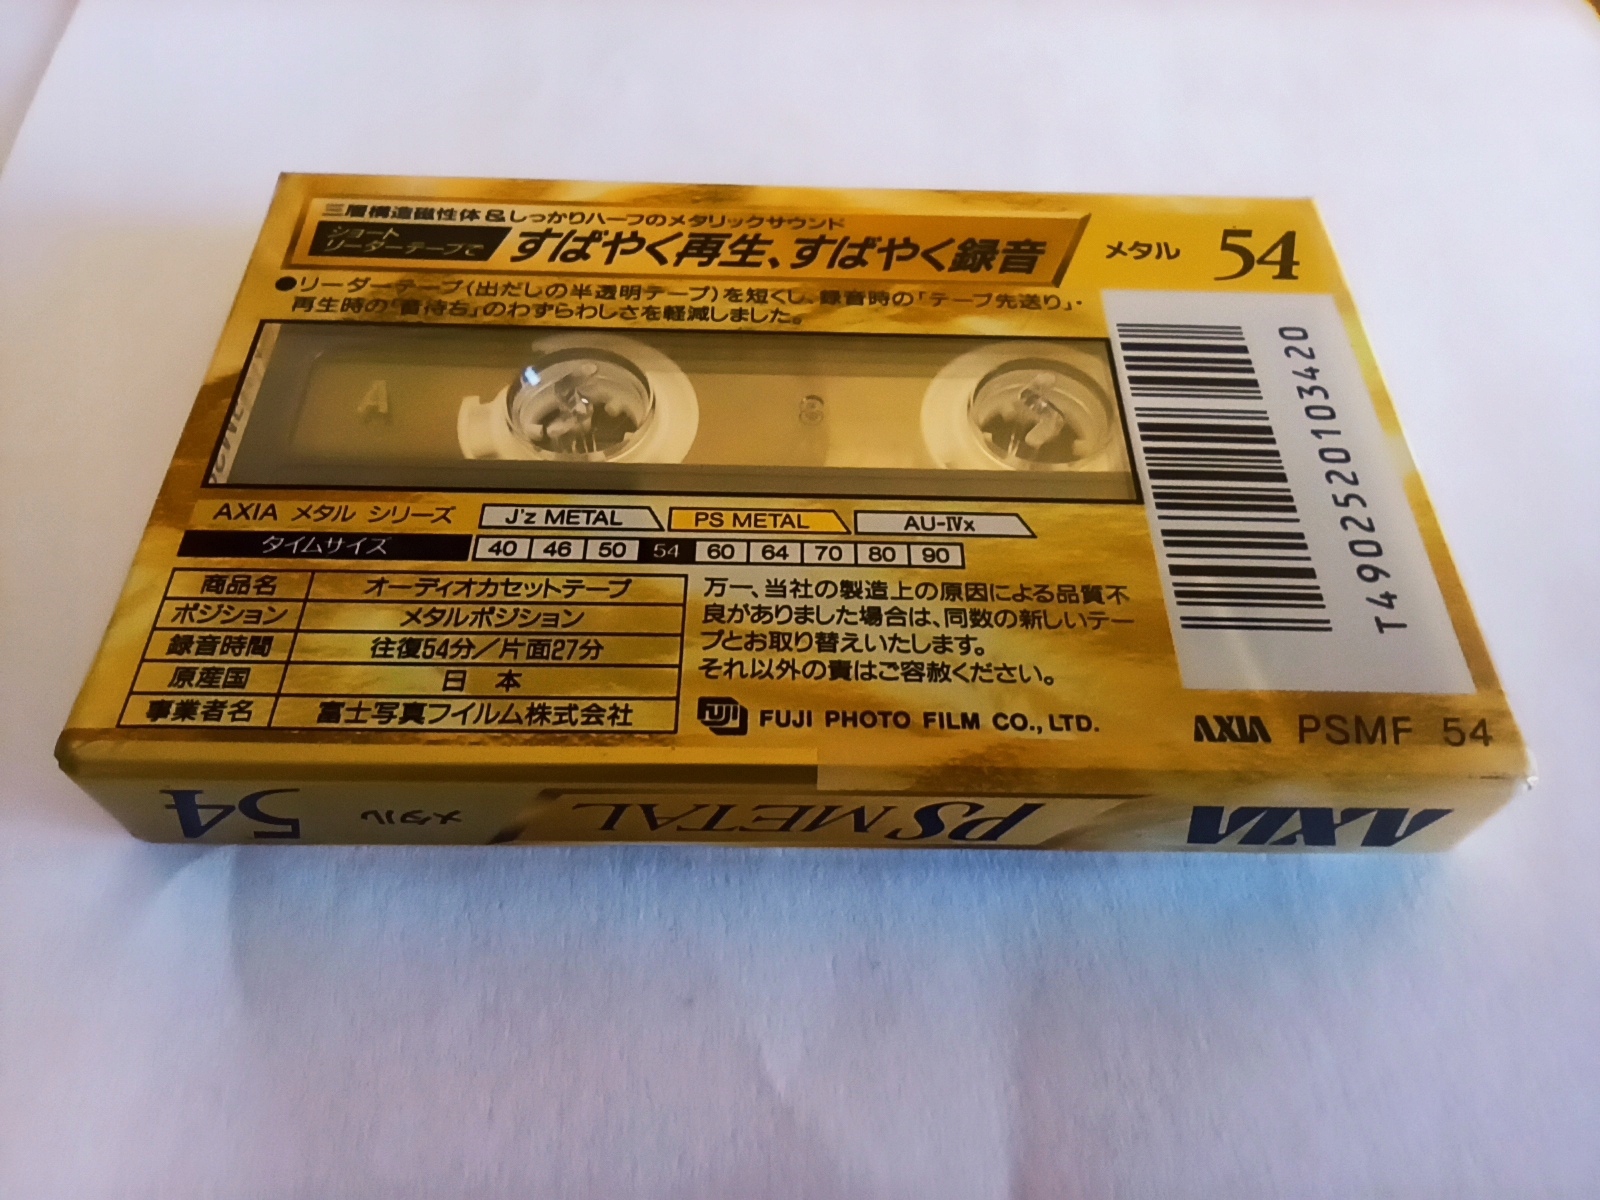 三層構造磁性体&しっかりハーフのメタリックサウンド
ショート
リーダーテープで
すばやく再生、すばやく録音
メタル 54
●リーダーテープ(出だしの半透明テープ)を短くし、録音時の「テープ先送り」・
再生時の「音待ち」のわずらわしさを軽減しました。
A
T4902520103420
AXIA メタル シリーズ J'z METAL PS METAL AU-Ⅳx
タイムサイズ 40 46 50 54 60 64 70 80 90
商品名 オーディオカセットテープ
ポジション メタルポジション
録音時間 往復54分/片面27分
原産国 日 本
事業者名 富士写真フイルム株式会社
万一、当社の製造上の原因による品質不
良がありました場合は、同数の新しいテー
プとお取り替えいたします。
それ以外の責はご容赦ください。
FUJI FUJI PHOTO FILM CO., LTD.
AXIA PSMF 54
AXIA PS METAL メタル 54